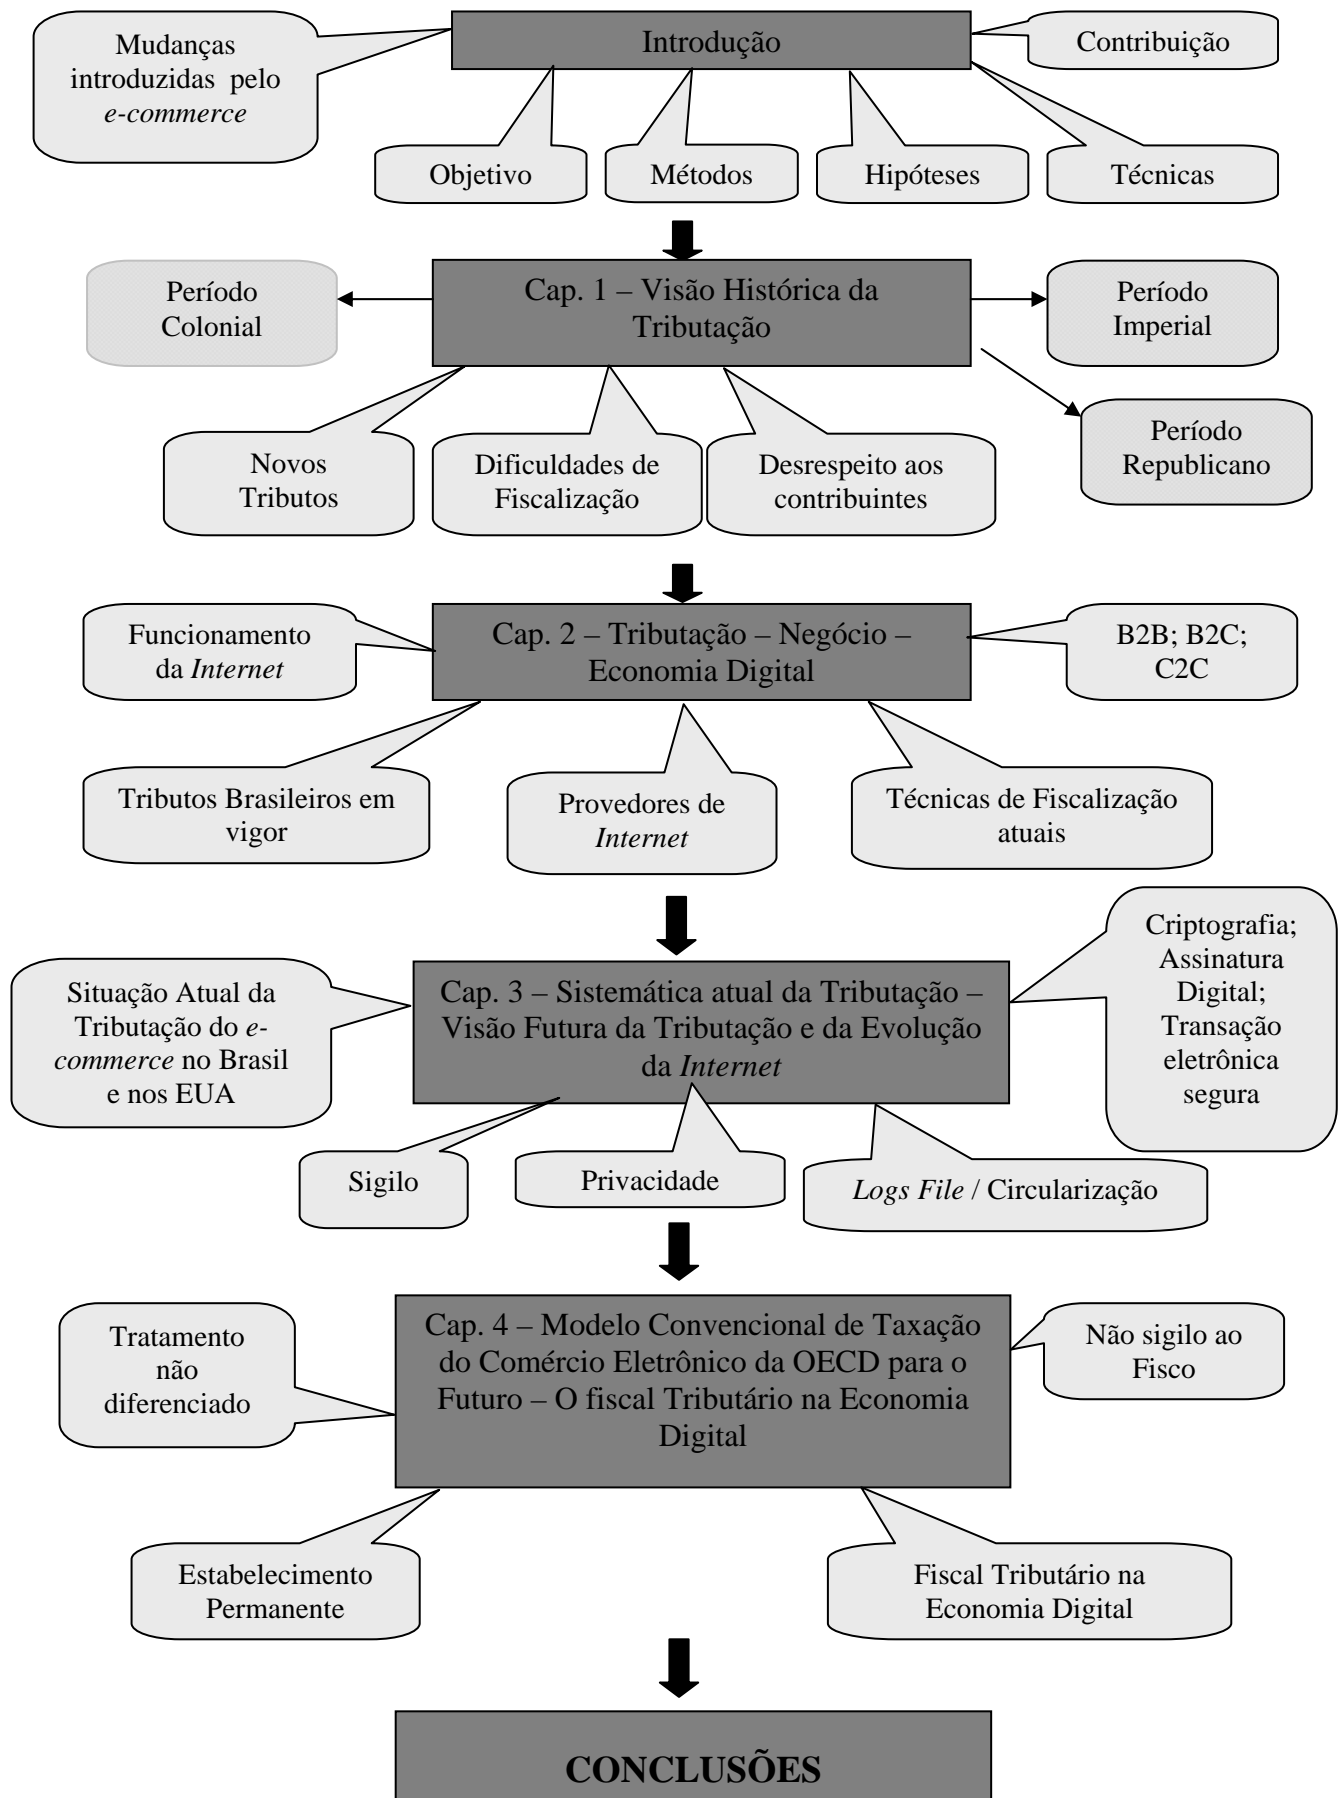 Mudanças
introduzidas pelo
e-commerce
Introdução
Contribuição
Objetivo
Métodos
Hipóteses
Técnicas
Período
Colonial
Cap. 1 – Visão Histórica da
Tributação
Período
Imperial
Período
Republicano
Novos
Tributos
Dificuldades de
Fiscalização
Desrespeito aos
contribuintes
Funcionamento
da Internet
Cap. 2 – Tributação – Negócio –
Economia Digital
B2B; B2C;
C2C
Tributos Brasileiros em
vigor
Provedores de
Internet
Técnicas de Fiscalização
atuais
Situação Atual da
Tributação do e-
commerce no Brasil
e nos EUA
Cap. 3 – Sistemática atual da Tributação –
Visão Futura da Tributação e da Evolução
da Internet
Criptografia;
Assinatura
Digital;
Transação
eletrônica
segura
Sigilo
Privacidade
Logs File / Circularização
Tratamento
não
diferenciado
Cap. 4 – Modelo Convencional de Taxação
do Comércio Eletrônico da OECD para o
Futuro – O fiscal Tributário na Economia
Digital
Não sigilo ao
Fisco
Estabelecimento
Permanente
Fiscal Tributário na
Economia Digital
CONCLUSÕES